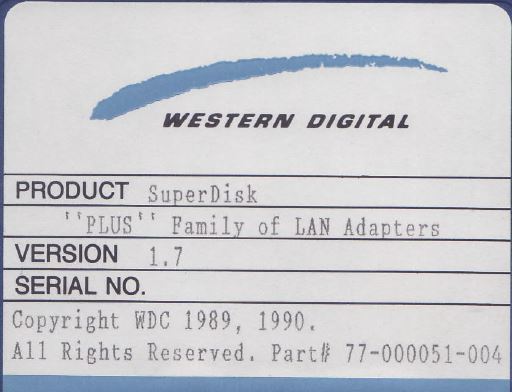 WESTERN DIGITAL
PRODUCT SuperDisk
"PLUS" Family of LAN Adapters
VERSION 1.7
SERIAL NO.
Copyright WDC 1989, 1990.
All Rights Reserved. Part# 77-000051-004